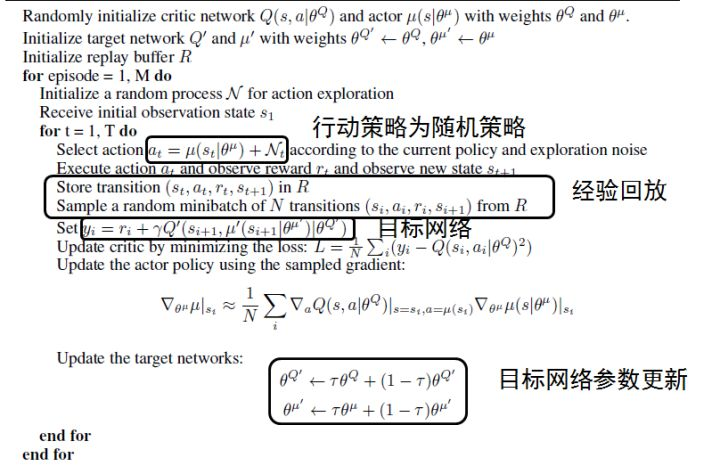 Randomly initialize critic network Q(s, a|θ^Q) and actor μ(s|θ^μ) with weights θ^Q and θ^μ.
Initialize target network Q′ and μ′ with weights θ^{Q′} ← θ^Q, θ^{μ′} ← θ^μ
Initialize replay buffer R
for episode = 1, M do
Initialize a random process N for action exploration
Receive initial observation state s_1
for t = 1, T do
行动策略为随机策略
Select action a_t = μ(s_t|θ^μ) + N_t according to the current policy and exploration noise
Execute action a_t and observe reward r_t and observe new state s_{t+1}
Store transition (s_t, a_t, r_t, s_{t+1}) in R
经验回放
Sample a random minibatch of N transitions (s_i, a_i, r_i, s_{i+1}) from R
Set y_i = r_i + γQ′(s_{i+1}, μ′(s_{i+1}|θ^{μ′})|θ^{Q′})
目标网络
Update critic by minimizing the loss: L = 1/N ∑_i (y_i − Q(s_i, a_i|θ^Q)^2)
Update the actor policy using the sampled gradient:
∇_{θ^μ} μ|_{s_i} ≈ 1/N ∑_i ∇_a Q(s, a|θ^Q)|_{s=s_i, a=μ(s_i)} ∇_{θ^μ} μ(s|θ^μ)|_{s_i}
Update the target networks:
θ^{Q′} ← τθ^Q + (1 − τ)θ^{Q′}
目标网络参数更新
θ^{μ′} ← τθ^μ + (1 − τ)θ^{μ′}
end for
end for